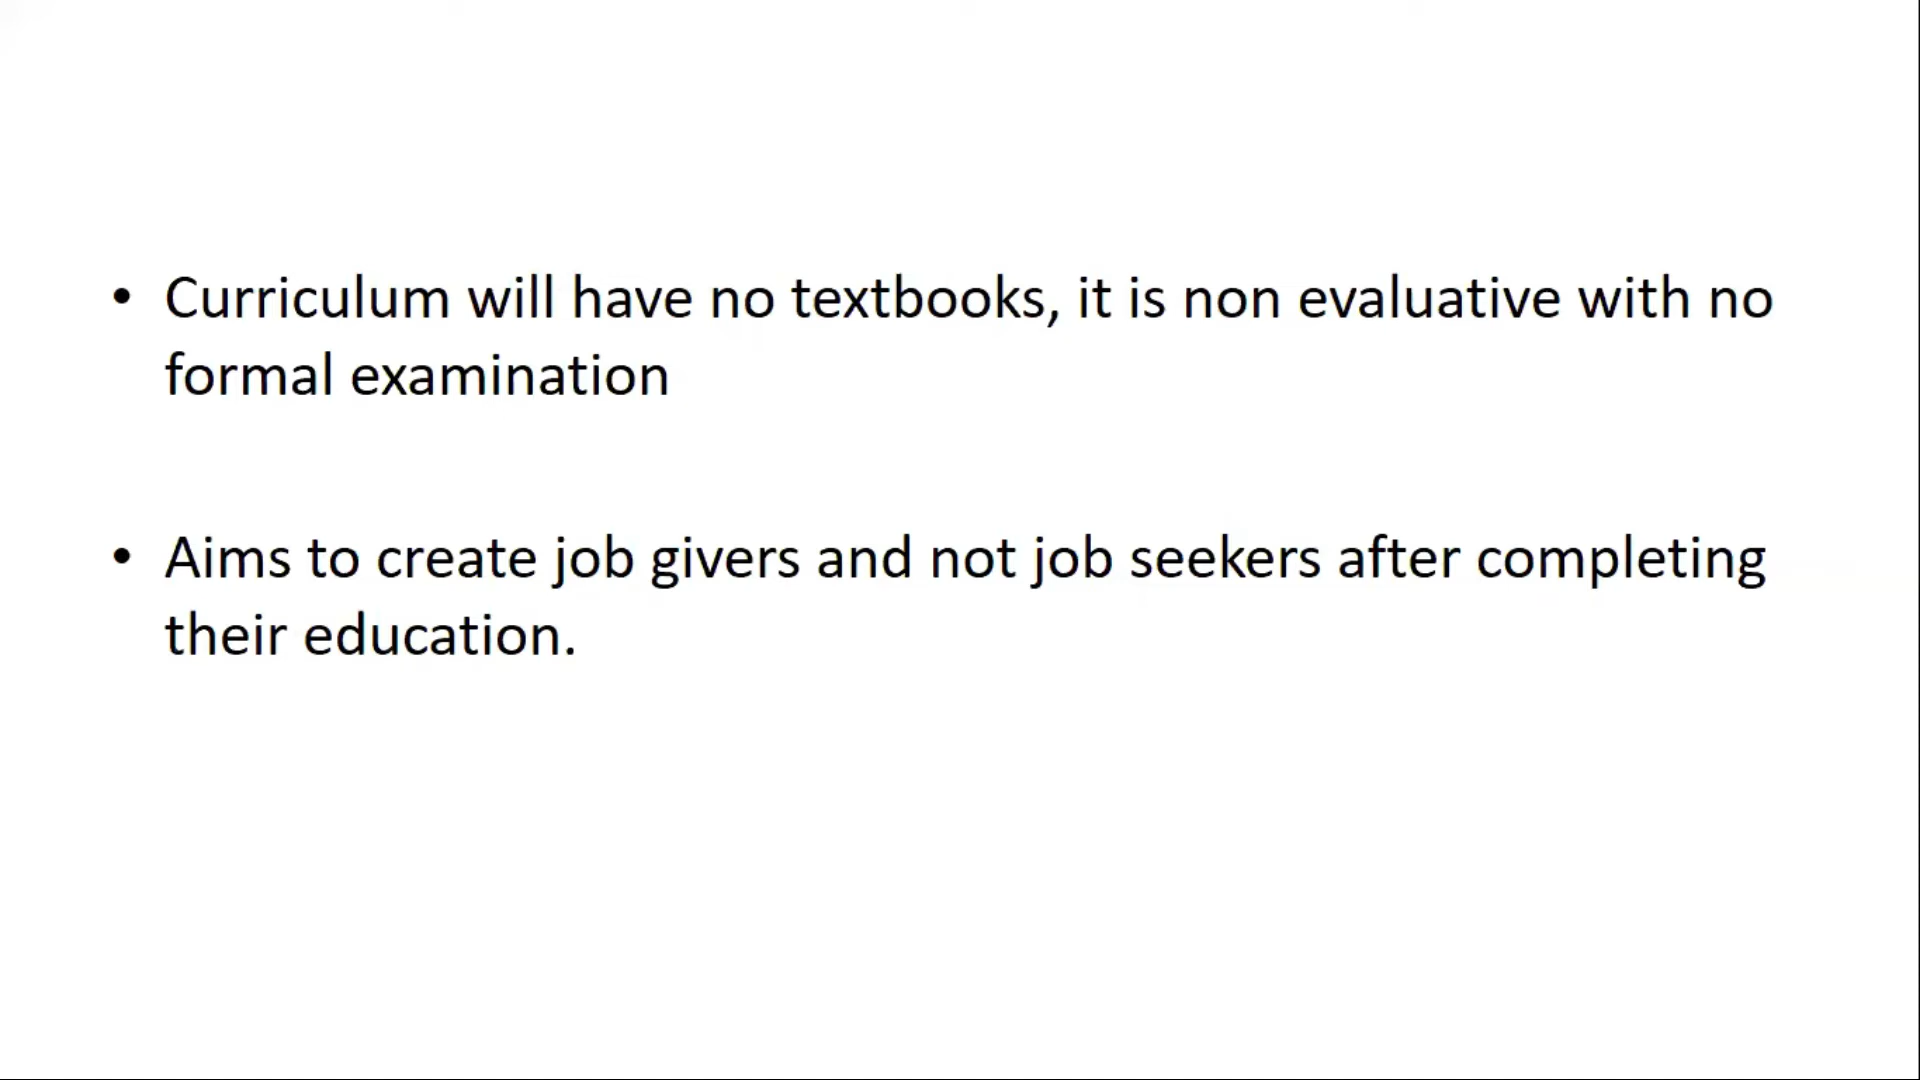 • Curriculum will have no textbooks, it is non evaluative with no
formal examination
• Aims to create job givers and not job seekers after completing
their education.